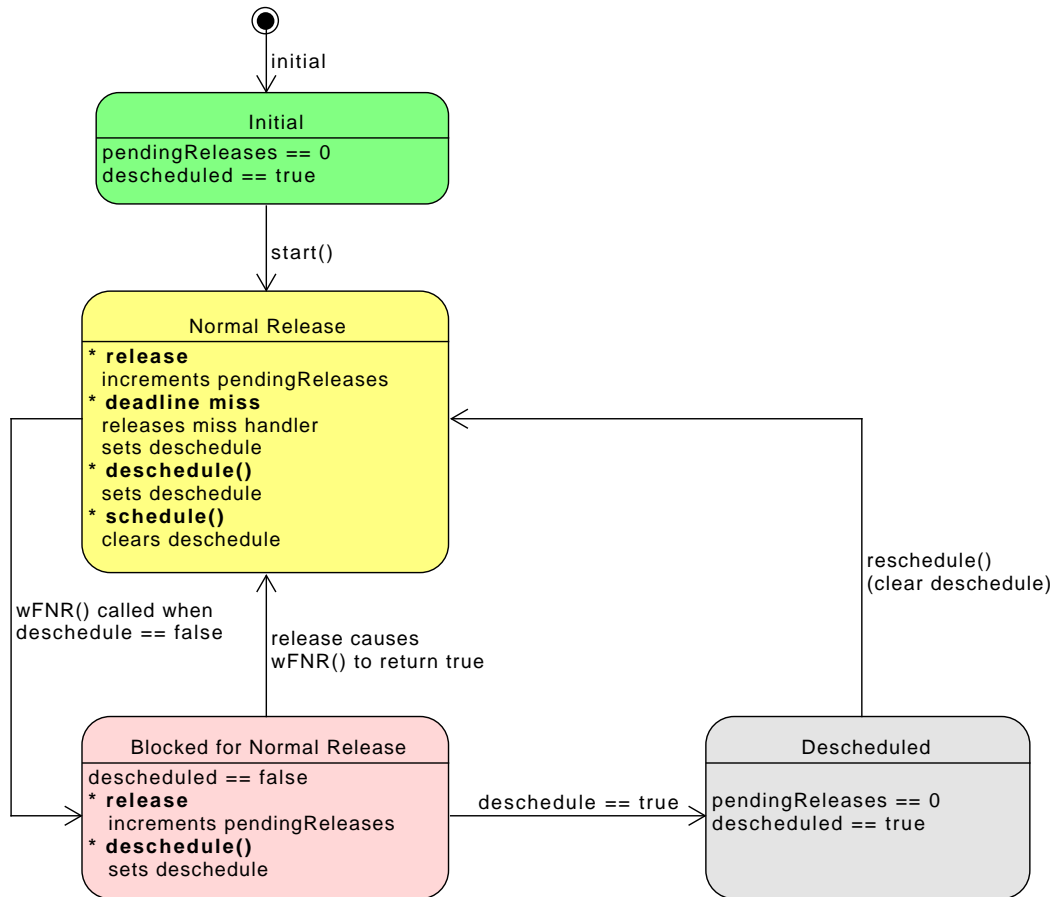 initial
Initial
pendingReleases == 0
descheduled == true
start()
Normal Release
* release
increments pendingReleases
* deadline miss
releases miss handler
sets deschedule
* deschedule()
sets deschedule
* schedule()
clears deschedule
reschedule()
(clear deschedule)
wFNR() called when
deschedule == false
release causes
wFNR() to return true
Blocked for Normal Release
descheduled == false
* release
increments pendingReleases
* deschedule()
sets deschedule
deschedule == true
Descheduled
pendingReleases == 0
descheduled == true